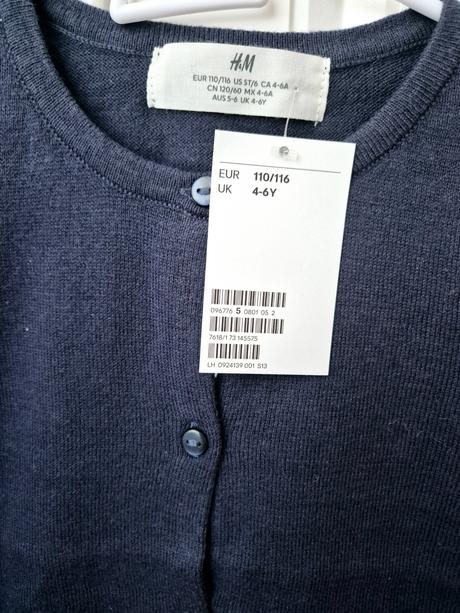 H&M
EUR 110/116 US 5T/6 CA 4-6A
CN 120/60 MX 4-6A
AUS 5-6 UK 4-6Y
EUR 110/116
UK 4-6Y
096776 5 0801 05 2
7618/1 73 145575
LH 0924139 001 S13